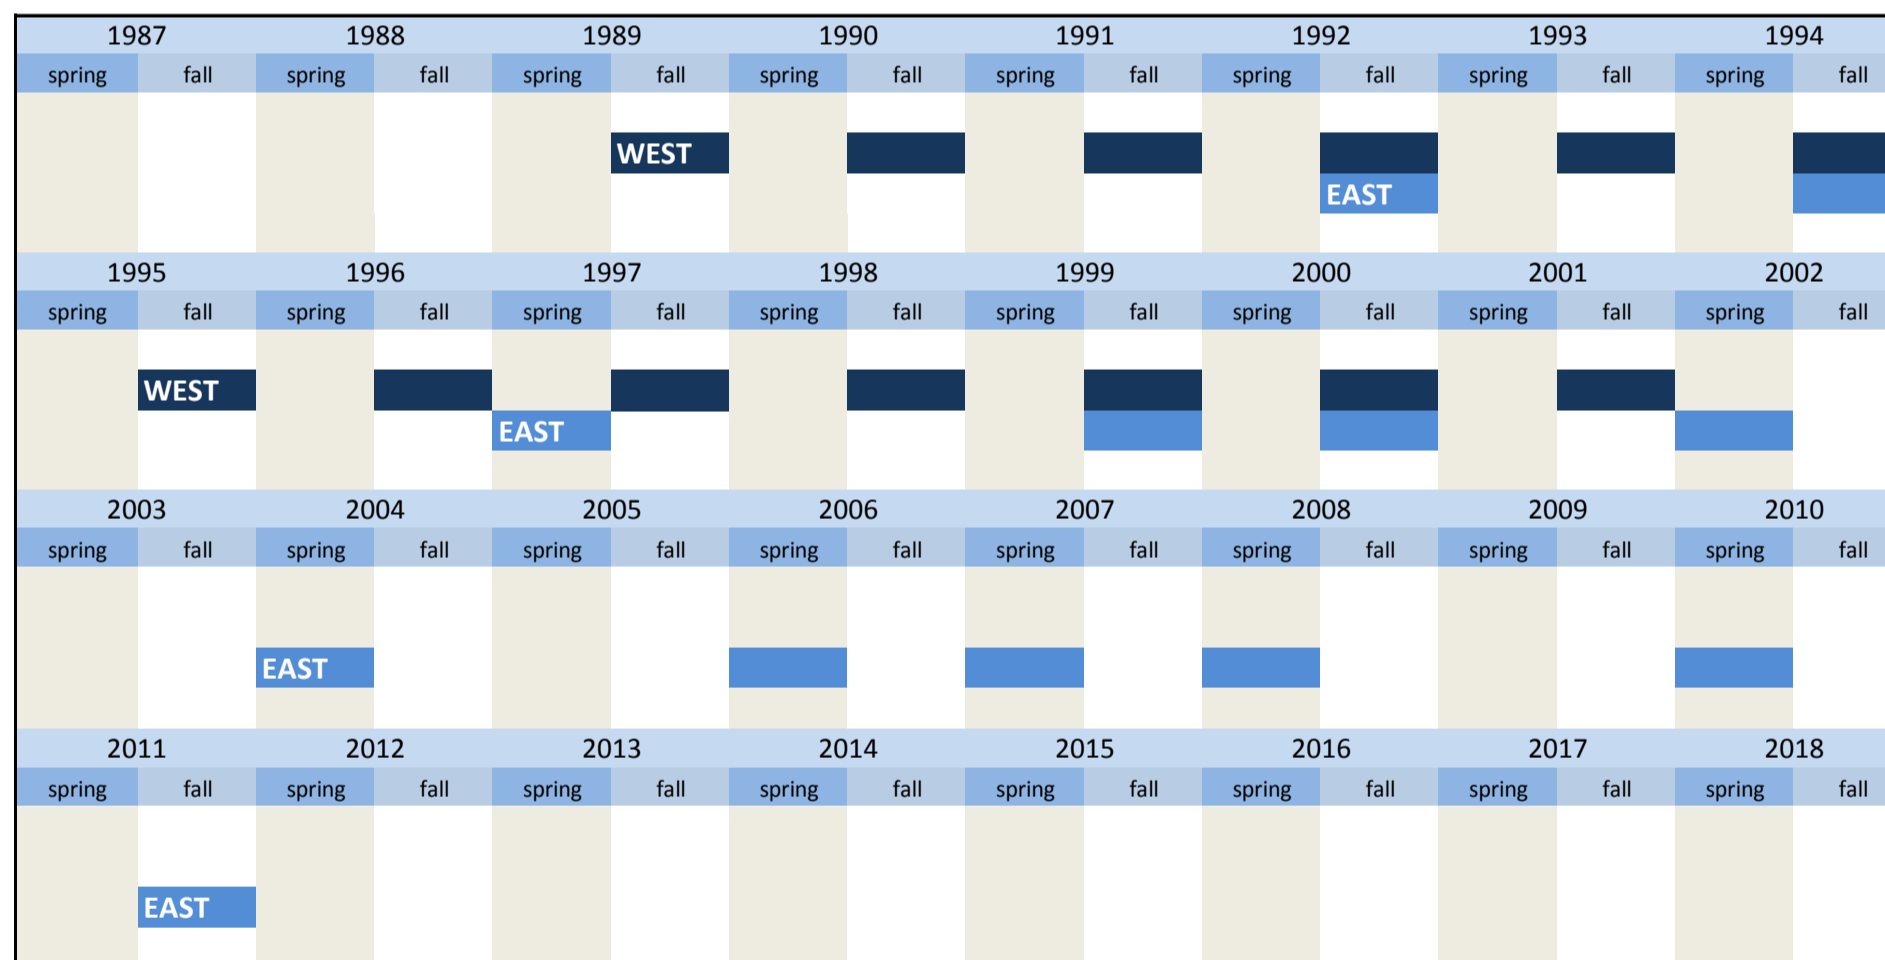 1987 1988 1989 1990 1991 1992 1993 1994
spring fall spring fall spring fall spring fall spring fall spring fall spring fall spring fall
WEST
EAST
1995 1996 1997 1998 1999 2000 2001 2002
spring fall spring fall spring fall spring fall spring fall spring fall spring fall spring fall
WEST
EAST
2003 2004 2005 2006 2007 2008 2009 2010
spring fall spring fall spring fall spring fall spring fall spring fall spring fall spring fall
EAST
2011 2012 2013 2014 2015 2016 2017 2018
spring fall spring fall spring fall spring fall spring fall spring fall spring fall spring fall
EAST